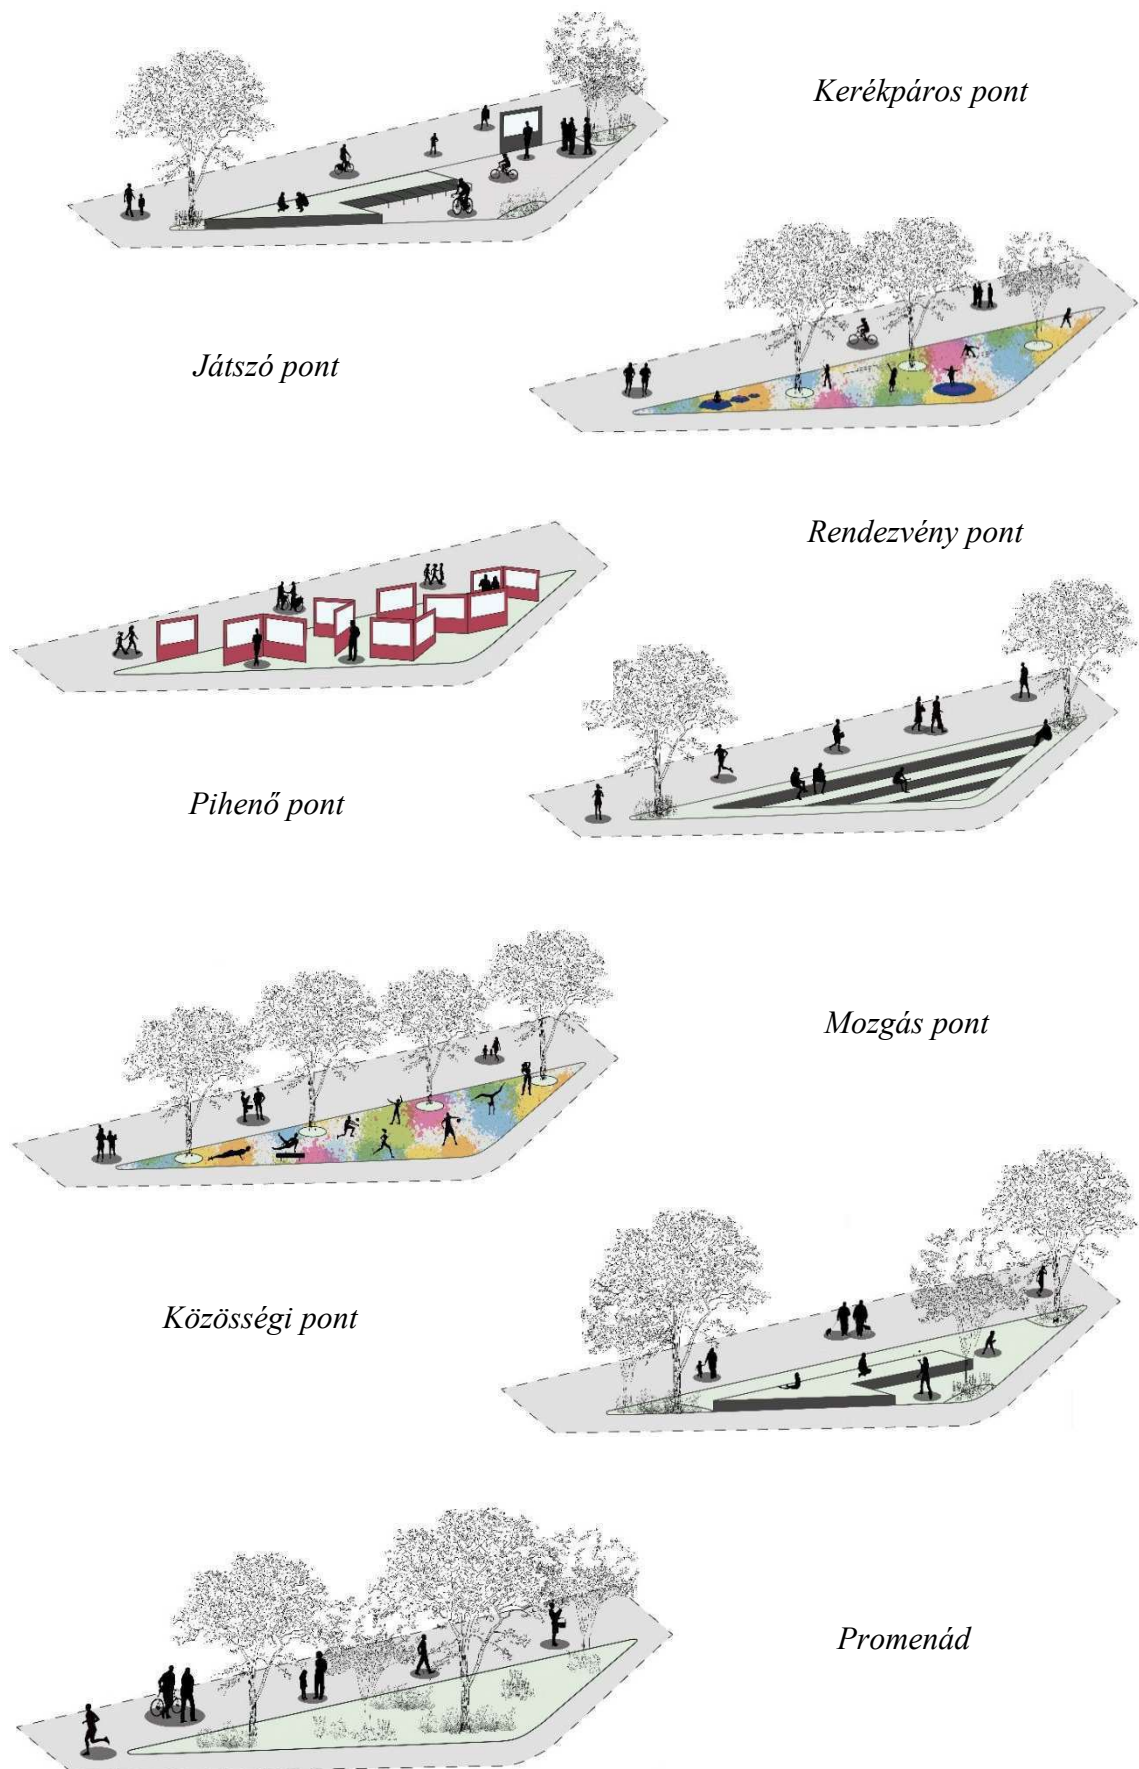 Kerékpáros pont
Játszó pont
Rendezvény pont
Pihenő pont
Mozgás pont
Közösségi pont
Promenád